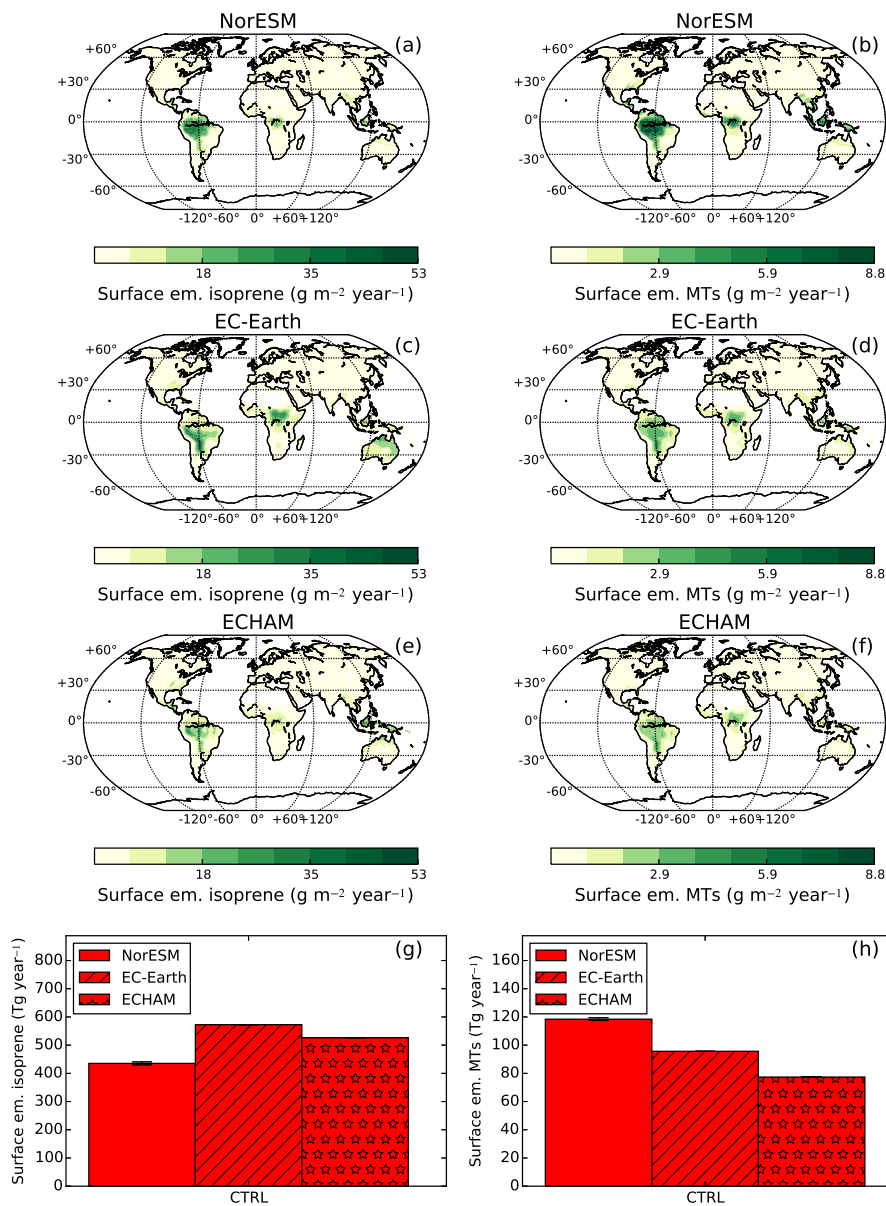 NorESM
(a)
+60°
+30°
0°
-30°
-60°
-120° -60° 0° +60° +120°
18 35 53
Surface em. isoprene (g m⁻² year⁻¹)
NorESM
(b)
+60°
+30°
0°
-30°
-60°
-120° -60° 0° +60° +120°
2.9 5.9 8.8
Surface em. MTs (g m⁻² year⁻¹)
EC-Earth
(c)
+60°
+30°
0°
-30°
-60°
-120° -60° 0° +60° +120°
18 35 53
Surface em. isoprene (g m⁻² year⁻¹)
EC-Earth
(d)
+60°
+30°
0°
-30°
-60°
-120° -60° 0° +60° +120°
2.9 5.9 8.8
Surface em. MTs (g m⁻² year⁻¹)
ECHAM
(e)
+60°
+30°
0°
-30°
-60°
-120° -60° 0° +60° +120°
18 35 53
Surface em. isoprene (g m⁻² year⁻¹)
ECHAM
(f)
+60°
+30°
0°
-30°
-60°
-120° -60° 0° +60° +120°
2.9 5.9 8.8
Surface em. MTs (g m⁻² year⁻¹)
(g)
Surface em. isoprene (Tg year⁻¹)
800
700
600
500
400
300
200
100
0
NorESM
EC-Earth
ECHAM
CTRL
(h)
Surface em. MTs (Tg year⁻¹)
160
140
120
100
80
60
40
20
0
NorESM
EC-Earth
ECHAM
CTRL